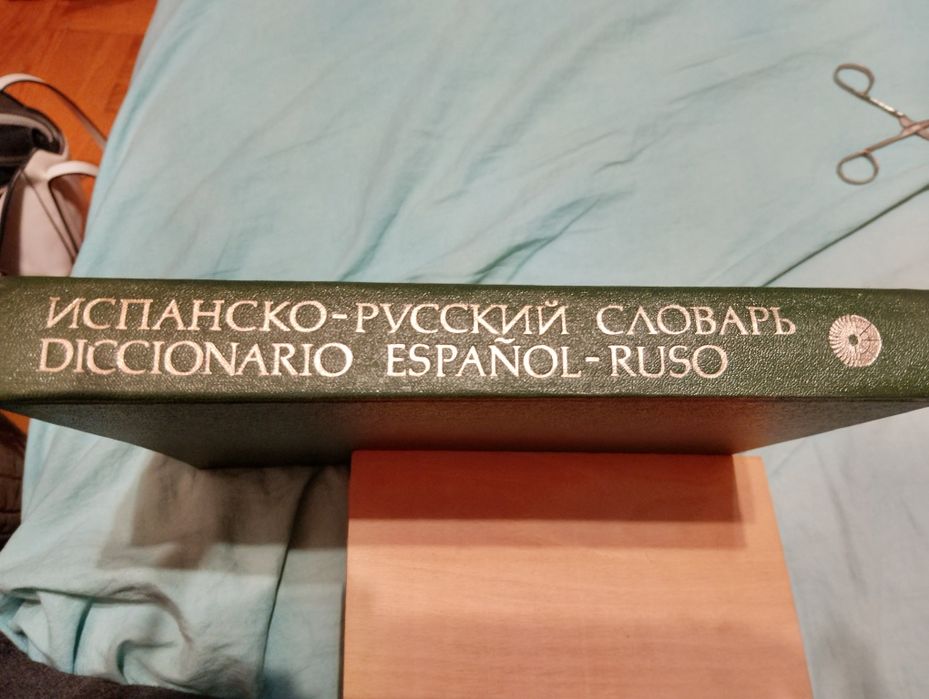 ИСПАНСКО-РУССКИЙ СЛОВАРЬ
DICCIONARIO ESPAÑOL-RUSO